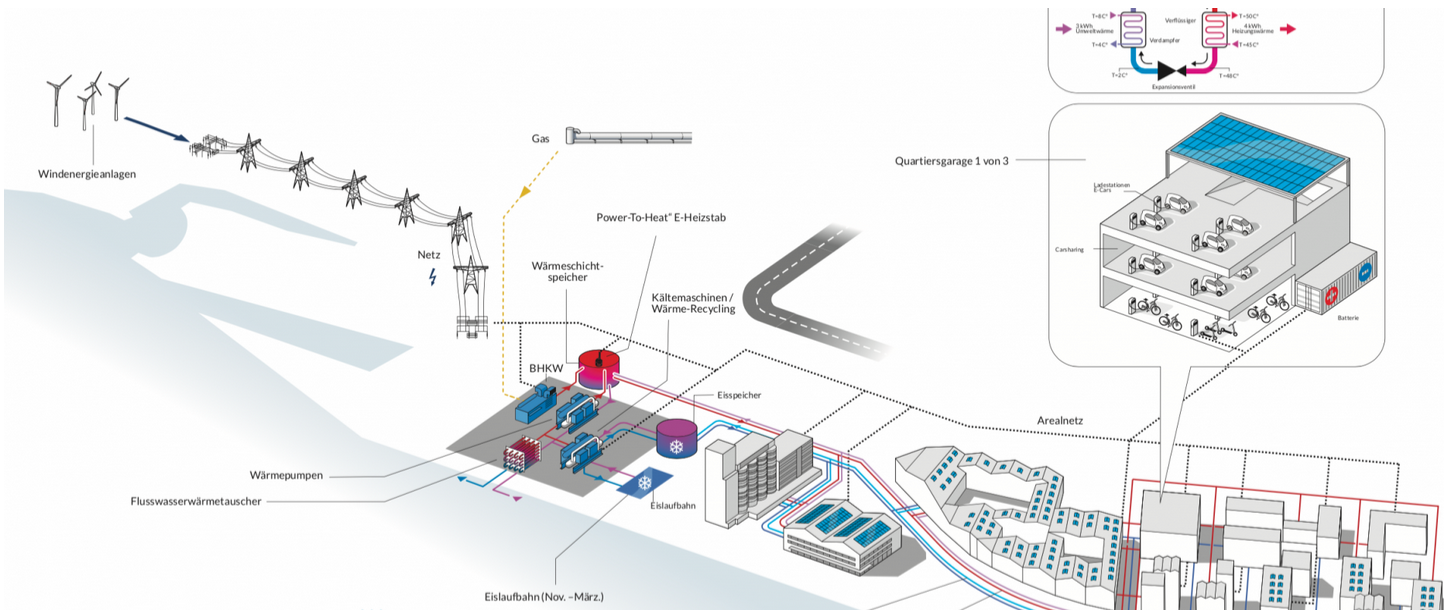 T=6C°
3 kWh
Umweltwärme
T=4C°
Verflüssiger
Verdampfer
T=50C°
4 kWh
Heizungswärme
T=45C°
T=2C°
T=48C°
Expansionsventil
Windenergieanlagen
Gas
Quartiersgarage 1 von 3
Ladestationen
E-Cars
Carsharing
Batterie
Netz
Power-To-Heat" E-Heizstab
Wärmeschicht-
speicher
Kältemaschinen /
Wärme-Recycling
BHKW
Eisspeicher
Arealnetz
Wärmepumpen
Flusswasserwärmetauscher
Eislaufbahn
Eislaufbahn (Nov. –März.)